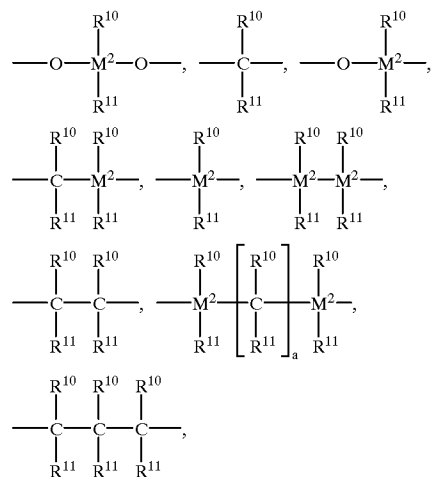 R10 R10 R10
—O—M2—O—, —C—, —O—M2—,
R11 R11 R11
R10 R10 R10 R10 R10
—C—M2—, —M2—, —M2—M2—,
R11 R11 R11 R11 R11
R10 R10 R10 R10 R10
—C—C—, —M2—[C]a—M2—,
R11 R11 R11 R11 R11
R10 R10 R10
—C—C—C—,
R11 R11 R11